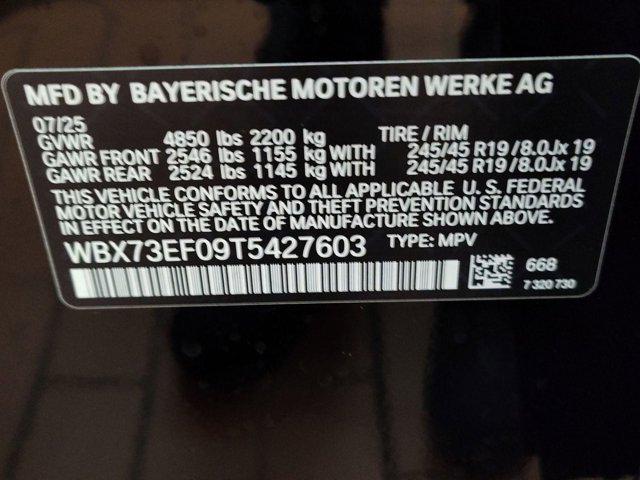 MFD BY BAYERISCHE MOTOREN WERKE AG
07/25
GVWR 4850 lbs 2200 kg TIRE / RIM
GAWR FRONT 2546 lbs 1155 kg WITH 245/45 R19 / 8.0Jx 19
GAWR REAR 2524 lbs 1145 kg WITH 245/45 R19 / 8.0Jx 19
THIS VEHICLE CONFORMS TO ALL APPLICABLE U. S. FEDERAL
MOTOR VEHICLE SAFETY AND THEFT PREVENTION STANDARDS
IN EFFECT ON THE DATE OF MANUFACTURE SHOWN ABOVE.
WBX73EF09T5427603 TYPE: MPV
668
7 320 730